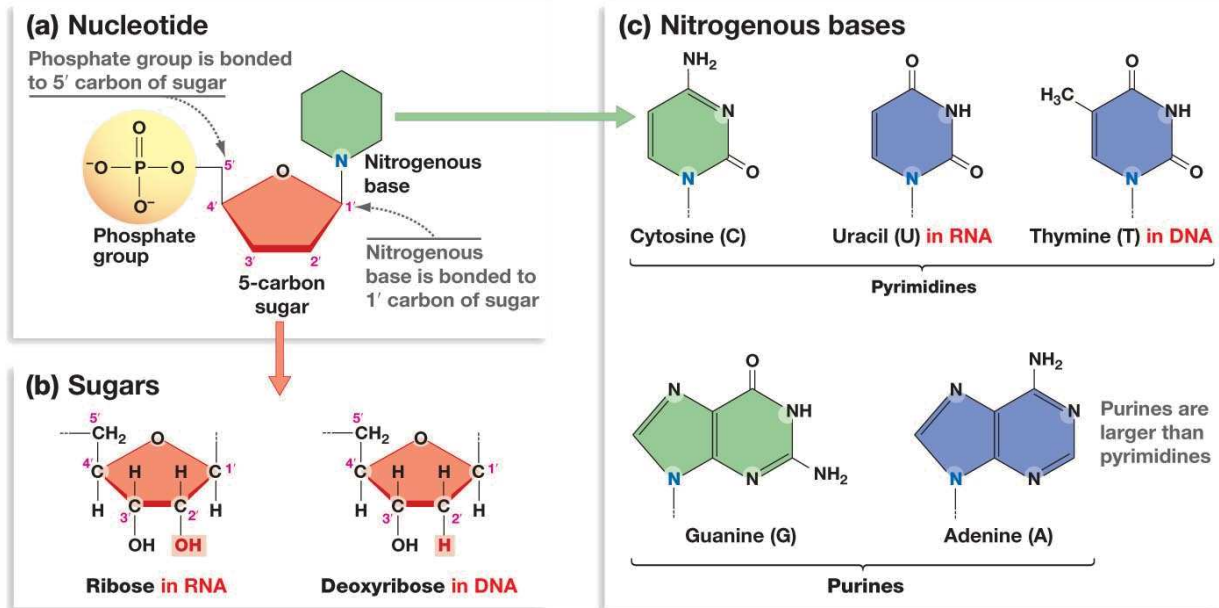 (a) Nucleotide
Phosphate group is bonded
to 5′ carbon of sugar
O
⁻O
P
O
O⁻
5′
4′
3′
2′
1′
O
N
Nitrogenous
base
Phosphate
group
5-carbon
sugar
Nitrogenous
base is bonded to
1′ carbon of sugar
(b) Sugars
5′
CH₂
O
4′
C
H
H
C
1′
H
C
C
H
3′
2′
OH
OH
Ribose in RNA
5′
CH₂
O
4′
C
H
H
C
1′
H
C
C
H
3′
2′
OH
H
Deoxyribose in DNA
(c) Nitrogenous bases
NH₂
N
N
O
Cytosine (C)
O
NH
N
O
Uracil (U) in RNA
O
H₃C
NH
N
O
Thymine (T) in DNA
Pyrimidines
O
N
NH
N
N
NH₂
Guanine (G)
NH₂
N
N
N
N
Adenine (A)
Purines are
larger than
pyrimidines
Purines